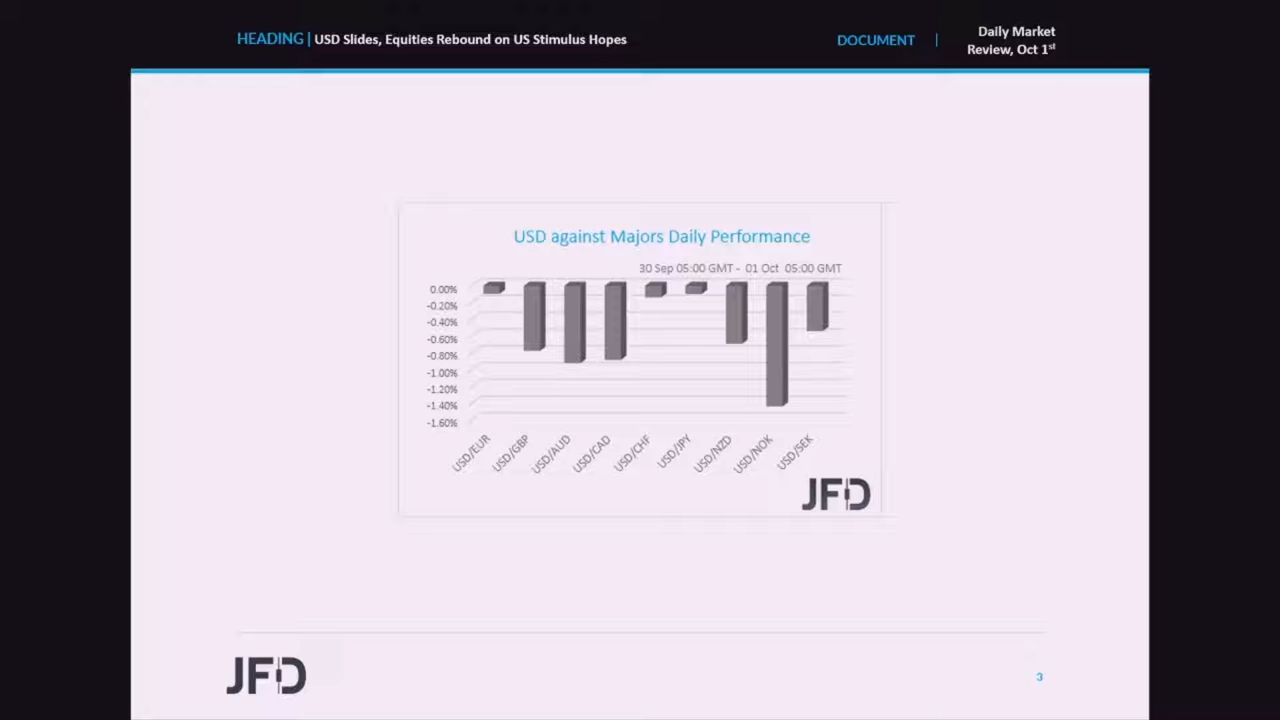 HEADING | USD Slides, Equities Rebound on US Stimulus Hopes
DOCUMENT |
Daily Market
Review, Oct 1st
USD against Majors Daily Performance
30 Sep 05:00 GMT - 01 Oct 05:00 GMT
0.00%
-0.20%
-0.40%
-0.60%
-0.80%
-1.00%
-1.20%
-1.40%
-1.60%
USD/EUR
USD/GBP
USD/AUD
USD/CAD
USD/CHF
USD/JPY
USD/NZD
USD/NOK
USD/SEK
JFD
JFD
3